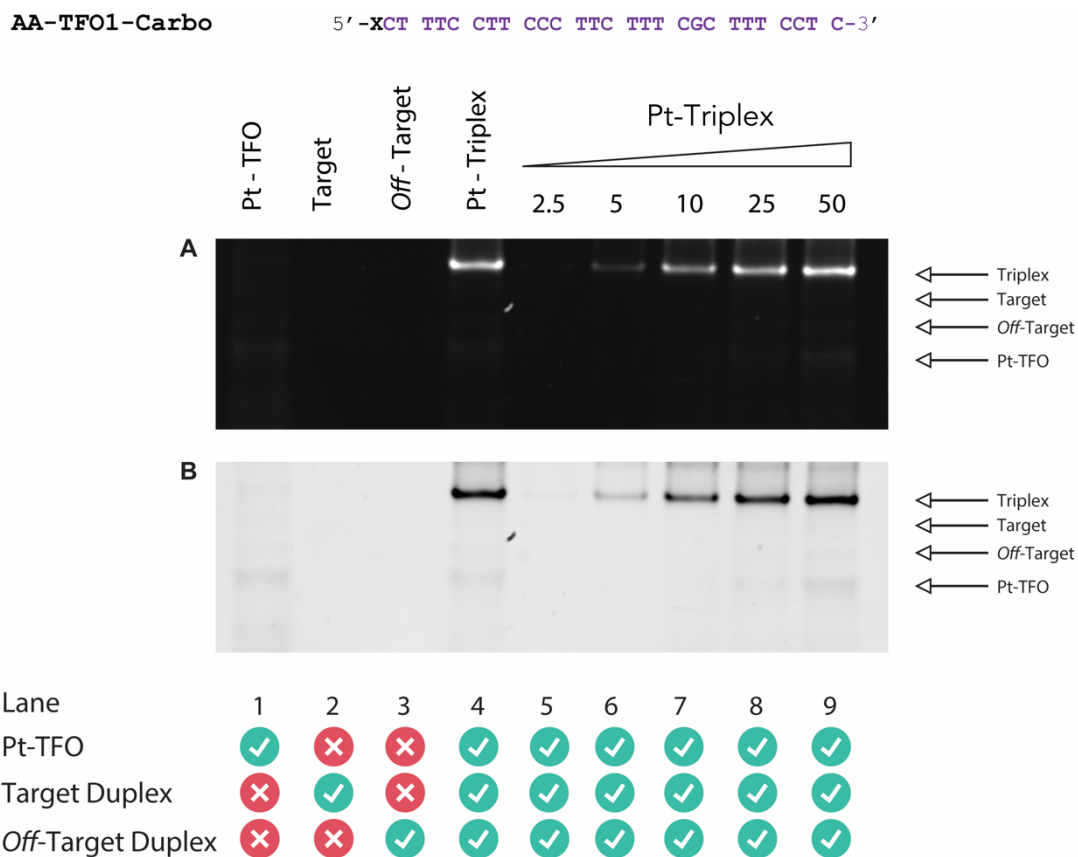 AA-TFO1-Carbo 5’-XCT TTC CTT CCC TTC TTT CGC TTT CCT C-3’
Pt - TFO
Target
Off - Target
Pt - Triplex
Pt-Triplex
2.5 5 10 25 50
A
Triplex
Target
Off-Target
Pt-TFO
B
Triplex
Target
Off-Target
Pt-TFO
Lane 1 2 3 4 5 6 7 8 9
Pt-TFO
Target Duplex
Off-Target Duplex